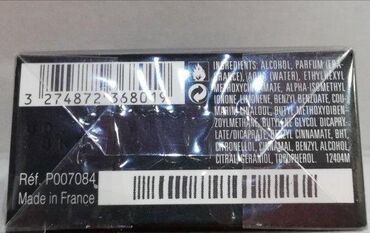 INGREDIENTS: ALCOHOL, PARFUM (FRA-
GRANCE), AQUA (WATER), ETHYLHEXYL
METHOXYCINNAMATE, ALPHA-ISOMETHYL
IONONE, LIMONENE, BENZYL BENZOATE, COU-
MARIN, LINALOOL, BUTYL METHOXYDIBEN-
ZOYLMETHANE, BUTYLENE GLYCOL DICAPRY-
LATE/DICAPRATE, BENZYL CINNAMATE, BHT,
CITRONELLOL, CINNAMAL, BENZYL ALCOHOL,
CITRAL, GERANIOL, TOCOPHEROL. 12404M
3 274872 368019
Réf. P007084
Made in France